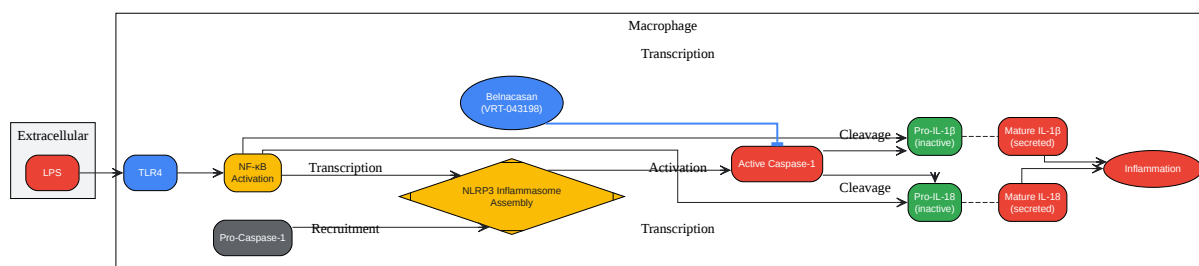 Macrophage
Transcription
Belnacasan
(VRT-043198)
Extracellular
LPS
TLR4
NF-κB
Activation
Transcription
NLRP3 Inflammasome
Assembly
Activation
Active Caspase-1
Cleavage
Pro-IL-1β
(inactive)
Mature IL-1β
(secreted)
Inflammation
Cleavage
Pro-IL-18
(inactive)
Mature IL-18
(secreted)
Pro-Caspase-1
Recruitment
Transcription